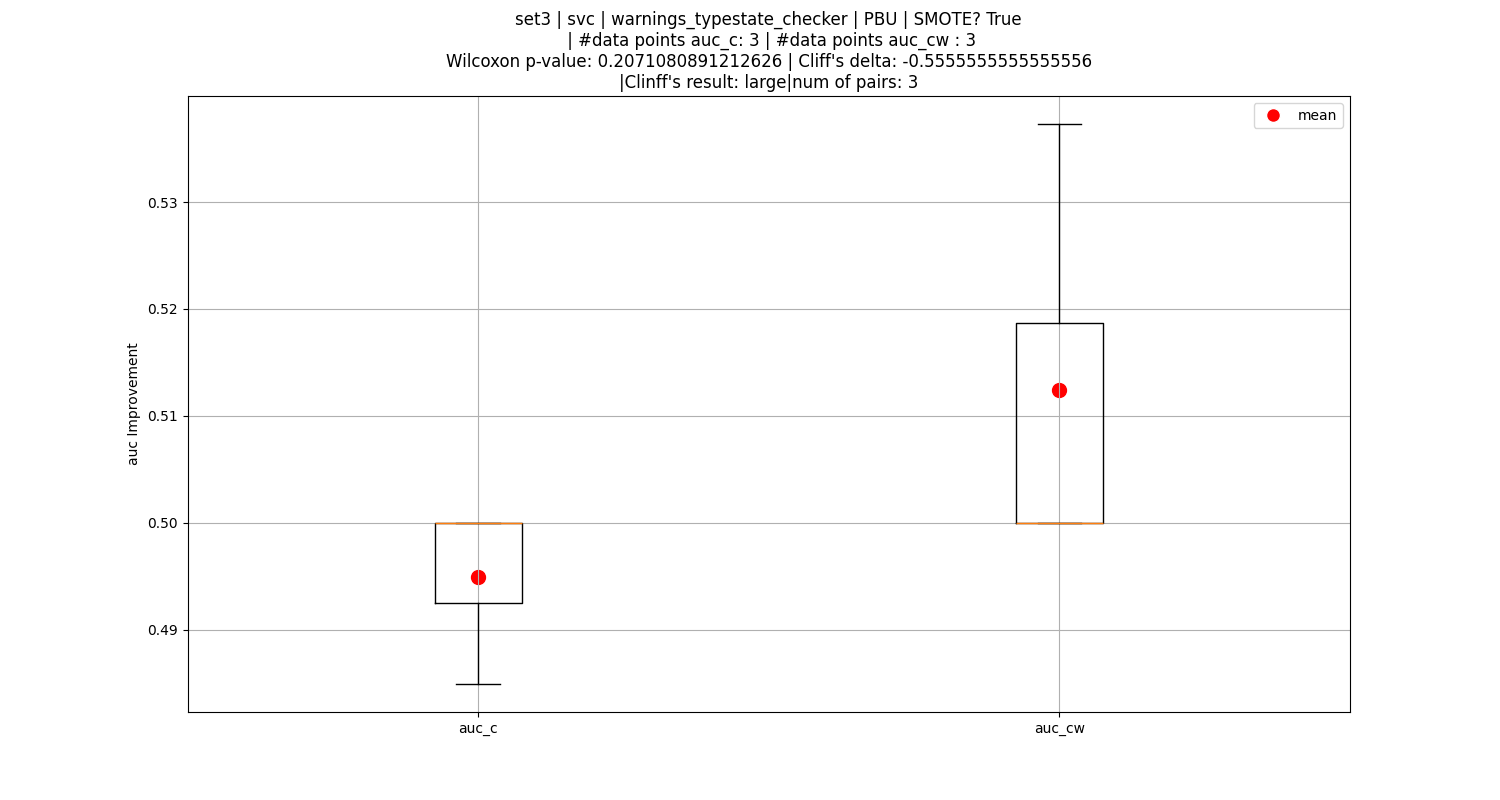 set3 | svc | warnings_typestate_checker | PBU | SMOTE? True
| #data points auc_c: 3 | #data points auc_cw : 3
Wilcoxon p-value: 0.2071080891212626 | Cliff's delta: -0.5555555555555556
|Clinff's result: large|num of pairs: 3
mean
0.53
0.52
0.51
0.50
0.49
auc Improvement
auc_c
auc_cw